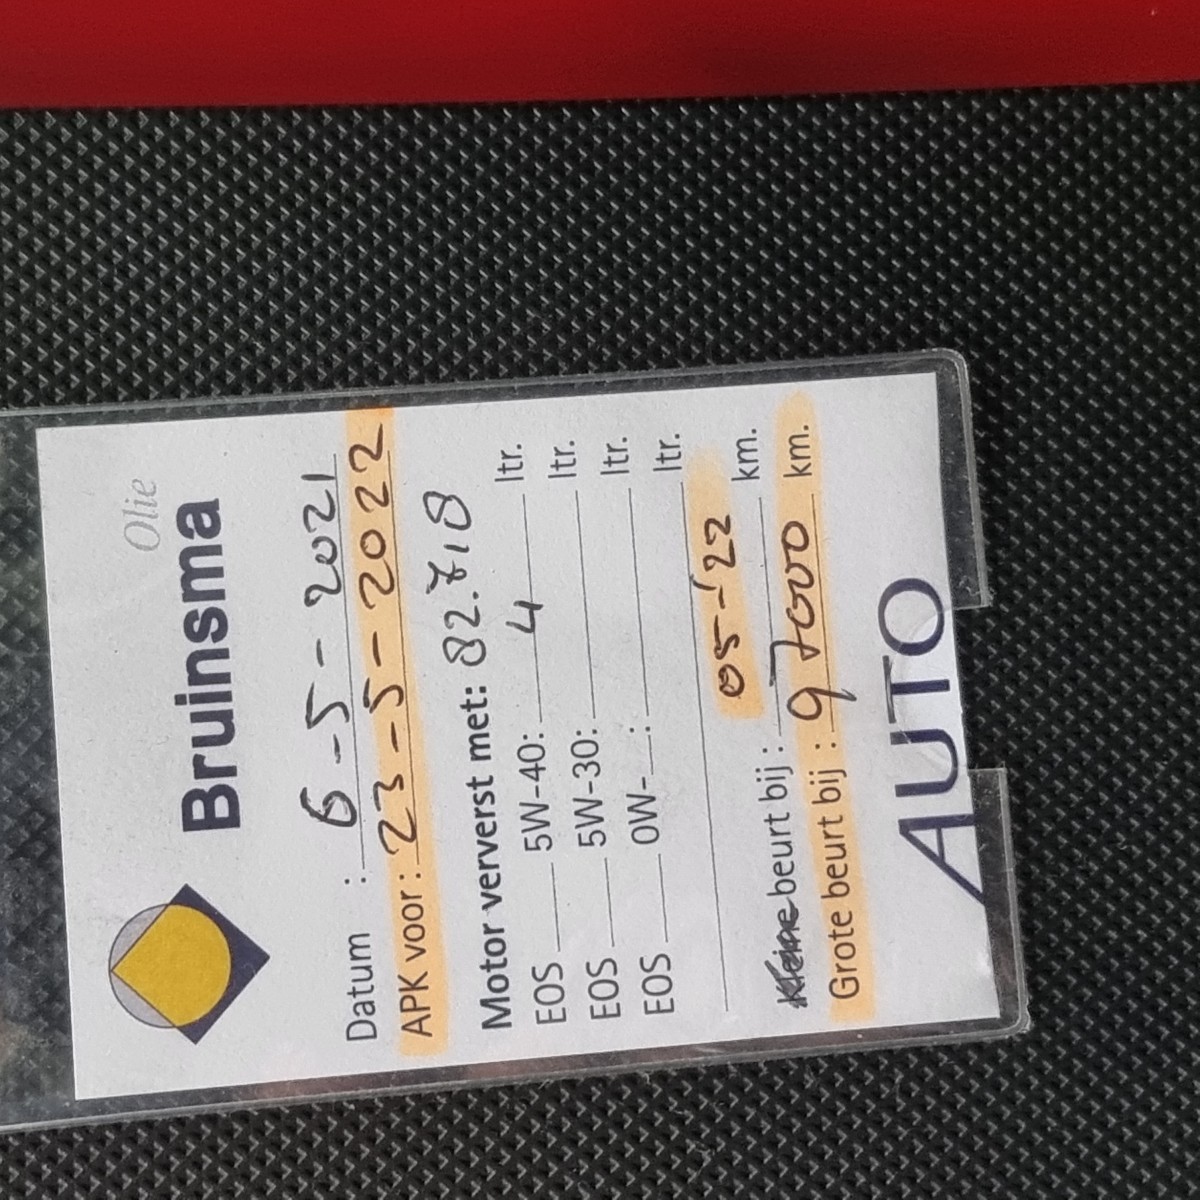 Olie
Bruinsma
Datum : 6-5-2021
APK voor: 23-5-2022
Motor ververst met: 82.718
EOS 5W-40: 4 ltr.
EOS 5W-30: ltr.
EOS 0W- : ltr.
05-'22
Kleine beurt bij : km.
Grote beurt bij : 97000 km.
AUTO